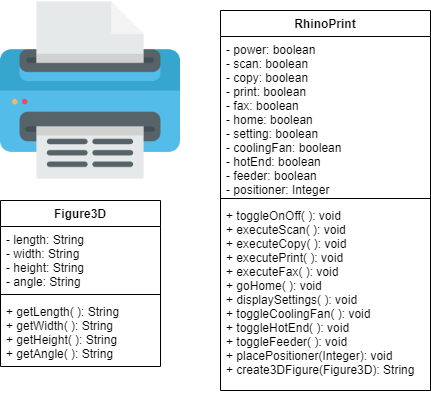 RhinoPrint
- power: boolean
- scan: boolean
- copy: boolean
- print: boolean
- fax: boolean
- home: boolean
- setting: boolean
- coolingFan: boolean
- hotEnd: boolean
- feeder: boolean
- positioner: Integer
+ toggleOnOff( ): void
+ executeScan( ): void
+ executeCopy( ): void
+ executePrint( ): void
+ executeFax( ): void
+ goHome( ): void
+ displaySettings( ): void
+ toggleCoolingFan( ): void
+ toggleHotEnd( ): void
+ toggleFeeder( ): void
+ placePositioner(Integer): void
+ create3DFigure(Figure3D): String
Figure3D
- length: String
- width: String
- height: String
- angle: String
+ getLength( ): String
+ getWidth( ): String
+ getHeight( ): String
+ getAngle( ): String